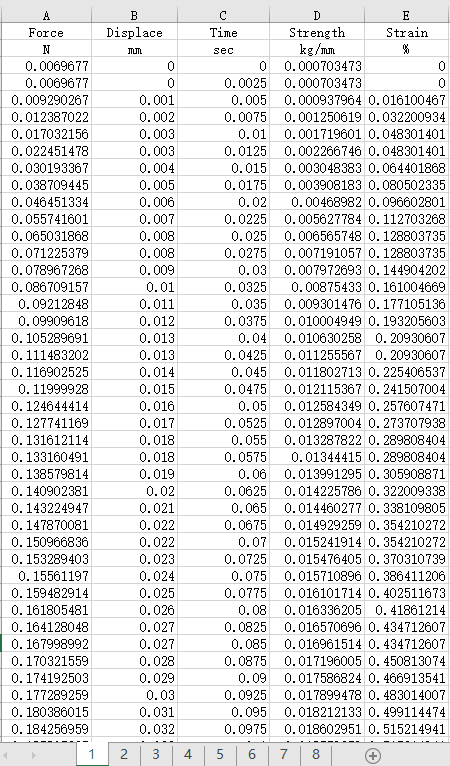 A B C D E
Force Displace Time Strength Strain
N mm sec kg/mm %
0.0069677 0 0 0.000703473 0
0.0069677 0 0.0025 0.000703473 0
0.009290267 0.001 0.005 0.000937964 0.016100467
0.012387022 0.002 0.0075 0.001250619 0.032200934
0.017032156 0.003 0.01 0.001719601 0.048301401
0.022451478 0.003 0.0125 0.002266746 0.048301401
0.030193367 0.004 0.015 0.003048383 0.064401868
0.038709445 0.005 0.0175 0.003908183 0.080502335
0.046451334 0.006 0.02 0.00468982 0.096602801
0.055741601 0.007 0.0225 0.005627784 0.112703268
0.065031868 0.008 0.025 0.006565748 0.128803735
0.071225379 0.008 0.0275 0.007191057 0.128803735
0.078967268 0.009 0.03 0.007972693 0.144904202
0.086709157 0.01 0.0325 0.00875433 0.161004669
0.09212848 0.011 0.035 0.009301476 0.177105136
0.09909618 0.012 0.0375 0.010004949 0.193205603
0.105289691 0.013 0.04 0.010630258 0.20930607
0.111483202 0.013 0.0425 0.011255567 0.20930607
0.116902525 0.014 0.045 0.011802713 0.225406537
0.11999928 0.015 0.0475 0.012115367 0.241507004
0.124644414 0.016 0.05 0.012584349 0.257607471
0.127741169 0.017 0.0525 0.012897004 0.273707938
0.131612114 0.018 0.055 0.013287822 0.289808404
0.133160491 0.018 0.0575 0.01344415 0.289808404
0.138579814 0.019 0.06 0.013991295 0.305908871
0.140902381 0.02 0.0625 0.014225786 0.322009338
0.143224947 0.021 0.065 0.014460277 0.338109805
0.147870081 0.022 0.0675 0.014929259 0.354210272
0.150966836 0.022 0.07 0.015241914 0.354210272
0.153289403 0.023 0.0725 0.015476405 0.370310739
0.15561197 0.024 0.075 0.015710896 0.386411206
0.159482914 0.025 0.0775 0.016101714 0.402511673
0.161805481 0.026 0.08 0.016336205 0.41861214
0.164128048 0.027 0.0825 0.016570696 0.434712607
0.167998992 0.027 0.085 0.016961514 0.434712607
0.170321559 0.028 0.0875 0.017196005 0.450813074
0.174192503 0.029 0.09 0.017586824 0.466913541
0.177289259 0.03 0.0925 0.017899478 0.483014007
0.180386015 0.031 0.095 0.018212133 0.499114474
0.184256959 0.032 0.0975 0.018602951 0.515214941
1 2 3 4 5 6 7 8